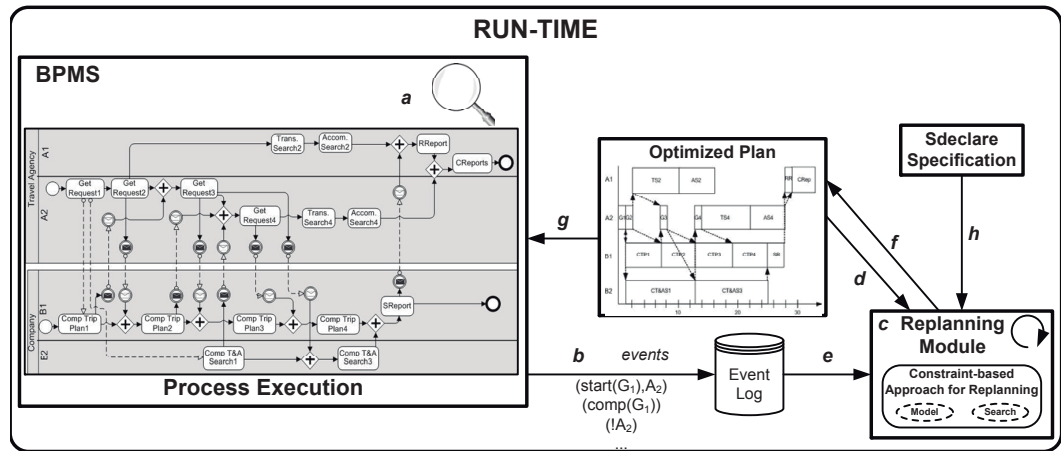 RUN-TIME
BPMS
a
Travel Agency
A1
Trans.
Search2
Accom.
Search2
RReport
CReports
A2
Get
Request1
Get
Request2
Get
Request3
Get
Request4
Trans.
Search4
Accom.
Search4
Company
B1
Comp Trip
Plan1
Comp Trip
Plan2
Comp Trip
Plan3
Comp Trip
Plan4
SReport
E2
Comp T&A
Search1
Comp T&A
Search3
Process Execution
g
Optimized Plan
A1
TS2
AS2
RR
CRep
A2
G1
G2
G3
G4
TS4
AS4
B1
CTP1
CTP2
CTP3
CTP4
SR
B2
CT&AS1
CT&AS3
10
20
30
Sdeclare
Specification
h
f
d
b
events
(start(G1),A2)
(comp(G1))
(!A2)
...
Event
Log
e
c Replanning
Module
Constraint-based
Approach for Replanning
Model
Search